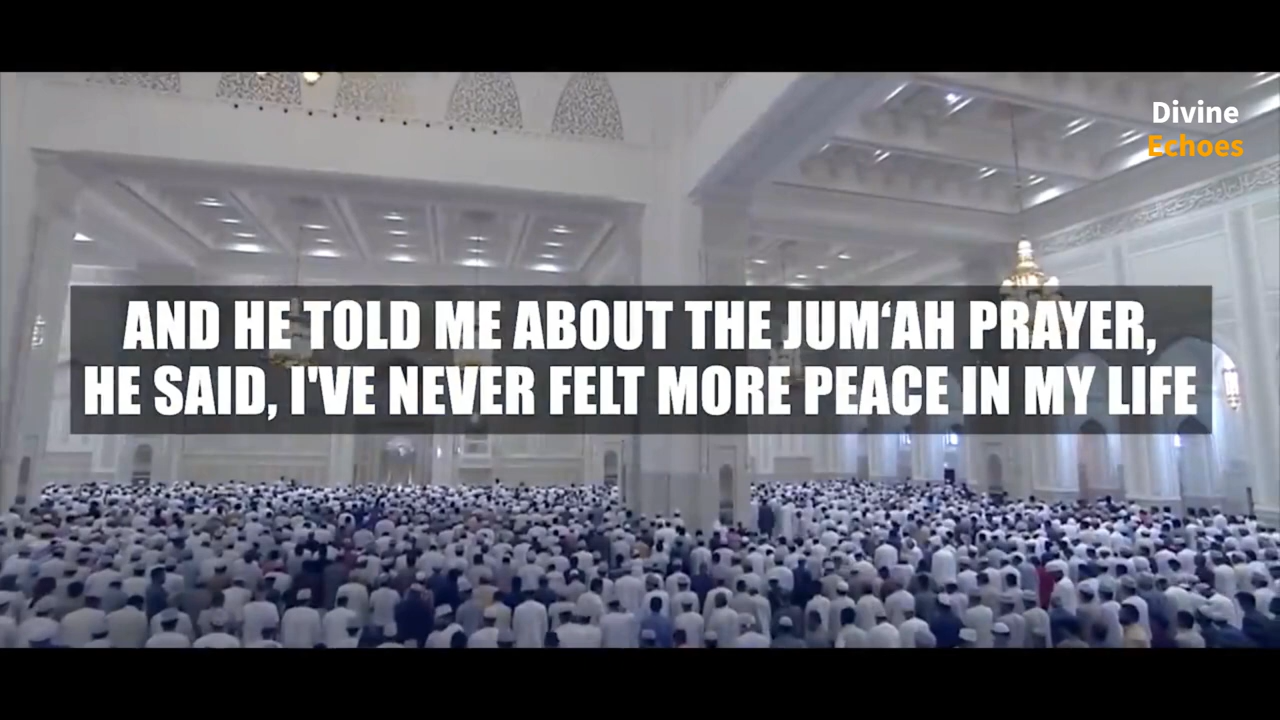 Divine
Echoes
AND HE TOLD ME ABOUT THE JUM‘AH PRAYER,
HE SAID, I'VE NEVER FELT MORE PEACE IN MY LIFE